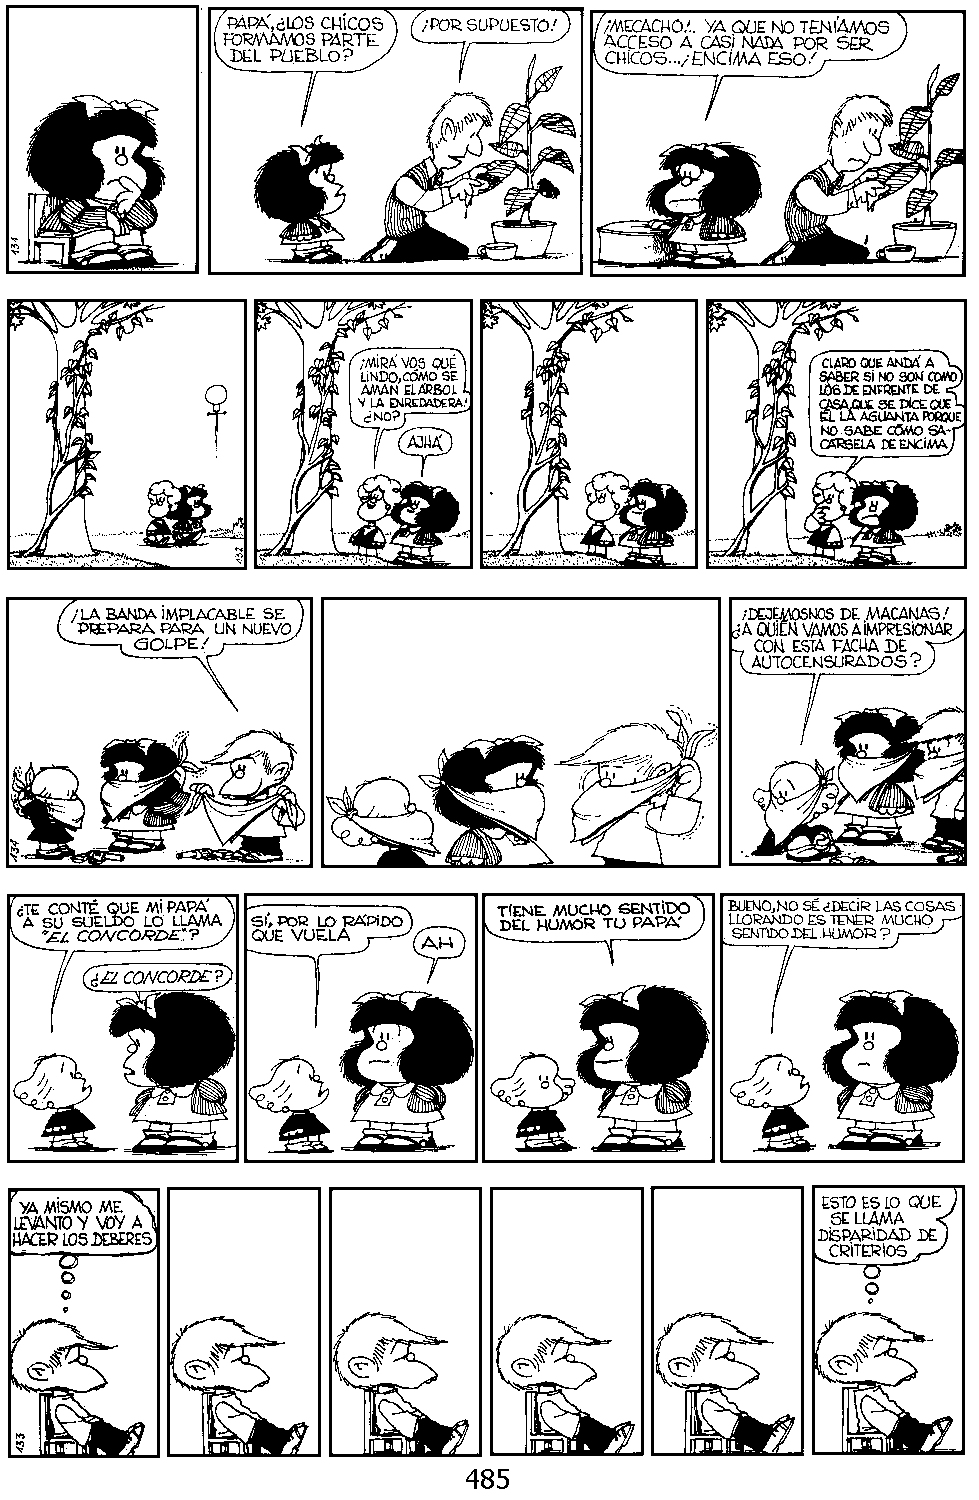 PAPÁ, ¿LOS CHICOS
FORMAMOS PARTE
DEL PUEBLO?
¡POR SUPUESTO!
¡MECACHO!.. YA QUE NO TENÍAMOS
ACCESO A CASI NADA POR SER
CHICOS...¡ENCIMA ESO!
131
¡MIRÁ VOS QUÉ
LINDO, CÓMO SE
AMAN EL ÁRBOL
Y LA ENREDADERA!
¿NO?
AJHÁ
CLARO QUE ANDÁ A
SABER SI NO SON COMO
LOS DE ENFRENTE DE
CASA, QUE SE DICE QUE
ÉL LA AGUANTA PORQUE
NO SABE CÓMO SA-
CÁRSELA DE ENCIMA
132
¡LA BANDA IMPLACABLE SE
PREPARA PARA UN NUEVO
GOLPE!
¡DEJÉMOSNOS DE MACANAS!
¿A QUIÉN VAMOS A IMPRESIONAR
CON ESTA FACHA DE
AUTOCENSURADOS?
131
¿TE CONTÉ QUE MI PAPÁ
A SU SUELDO LO LLAMA
"EL CONCORDE"?
¿EL CONCORDE?
SÍ, POR LO RÁPIDO
QUE VUELA
AH
TIENE MUCHO SENTIDO
DEL HUMOR TU PAPÁ
BUENO, NO SÉ ¿DECIR LAS COSAS
LLORANDO ES TENER MUCHO
SENTIDO DEL HUMOR?
YA MISMO ME
LEVANTO Y VOY A
HACER LOS DEBERES
ESTO ES LO QUE
SE LLAMA
DISPARIDAD DE
CRITERIOS
133
485